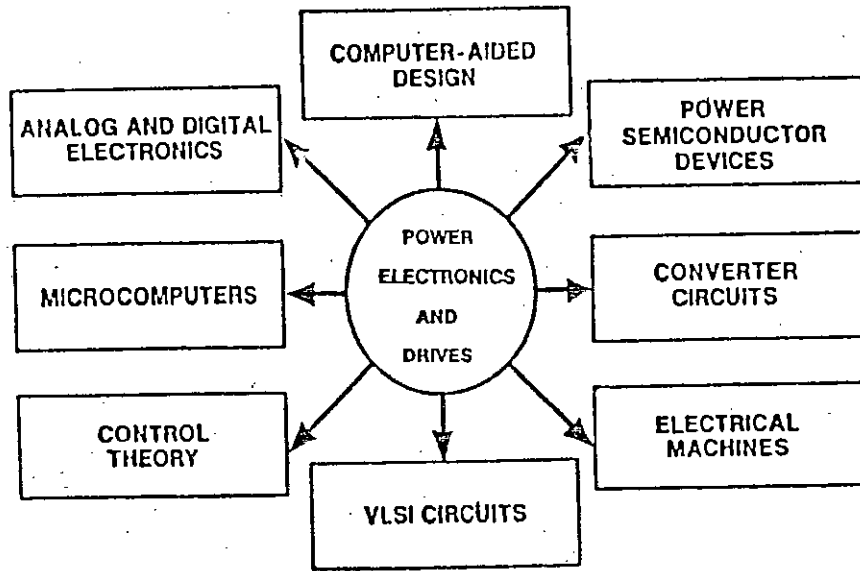 COMPUTER-AIDED
DESIGN
ANALOG AND DIGITAL
ELECTRONICS
POWER
SEMICONDUCTOR
DEVICES
POWER
ELECTRONICS
AND
DRIVES
MICROCOMPUTERS
CONVERTER
CIRCUITS
CONTROL
THEORY
ELECTRICAL
MACHINES
VLSI CIRCUITS